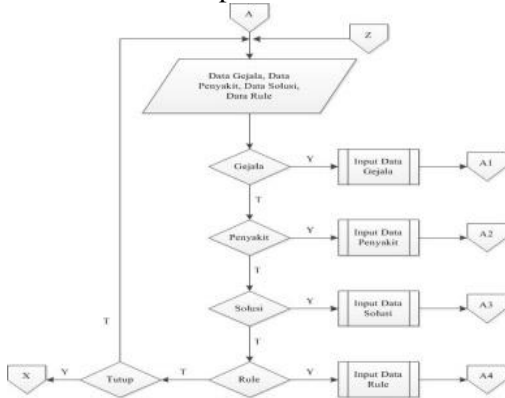 A
Z
Data Gejala, Data
Penyakit, Data Solusi,
Data Rule
Gejala
Y
Input Data
Gejala
A1
T
Penyakit
Y
Input Data
Penyakit
A2
T
Solusi
Y
Input Data
Solusi
A3
T
T
X
Y
Tutup
T
Rule
Y
Input Data
Rule
A4